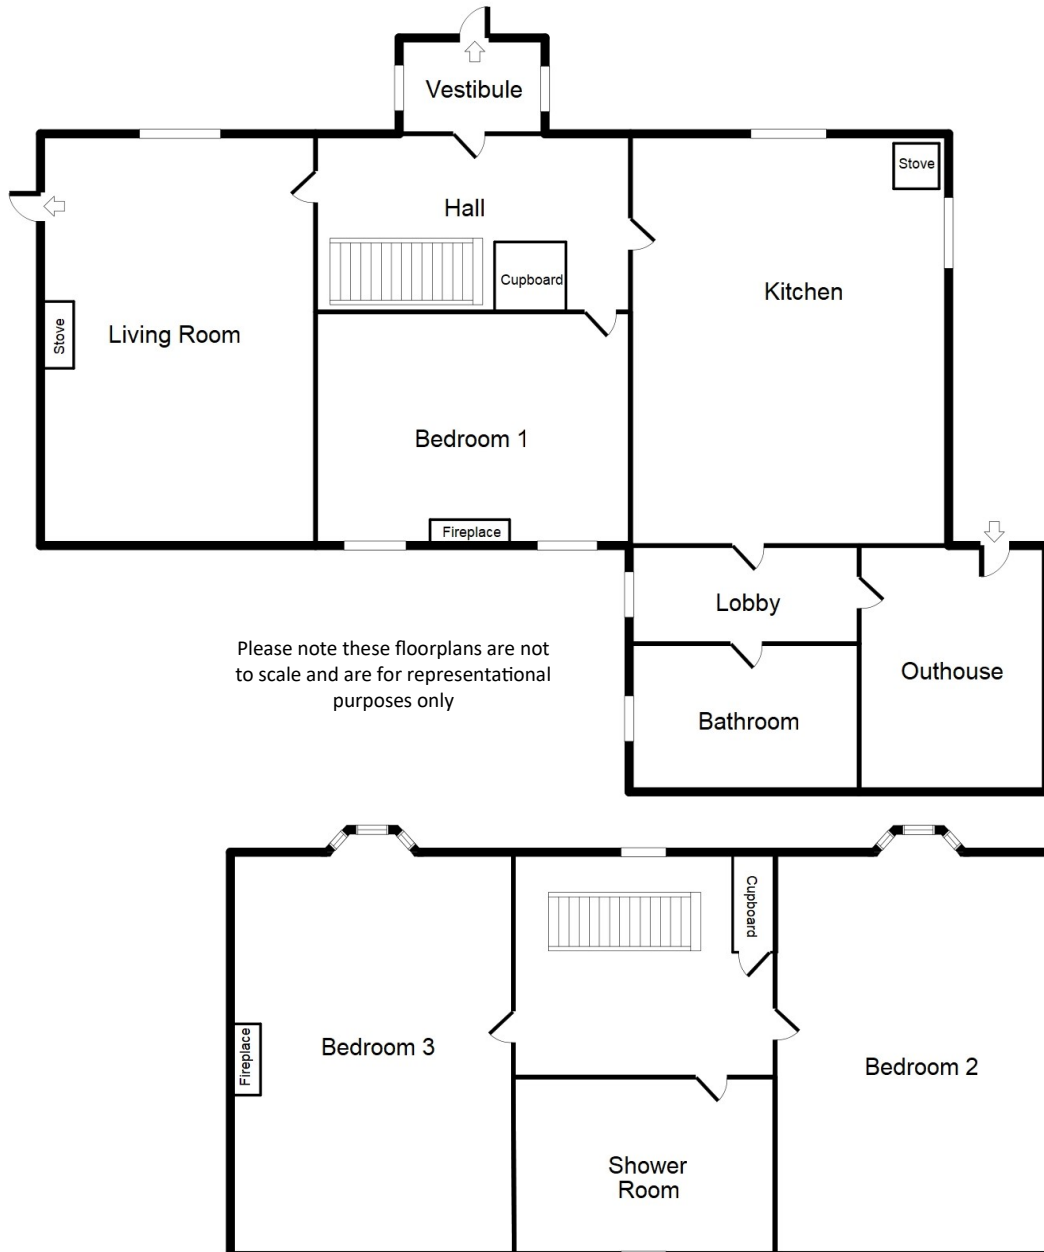 Vestibule
Stove
Hall
Cupboard
Kitchen
Stove
Living Room
Bedroom 1
Fireplace
Lobby
Please note these floorplans are not
to scale and are for representational
purposes only
Outhouse
Bathroom
Cupboard
Fireplace
Bedroom 3
Bedroom 2
Shower
Room